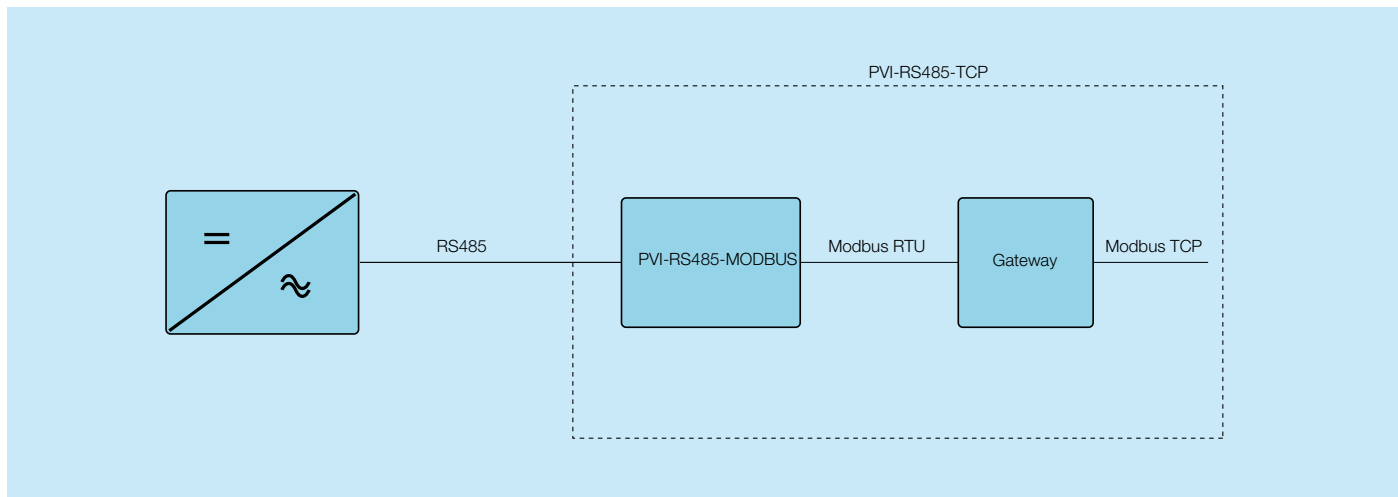 PVI-RS485-TCP
RS485
PVI-RS485-MODBUS
Modbus RTU
Gateway
Modbus TCP